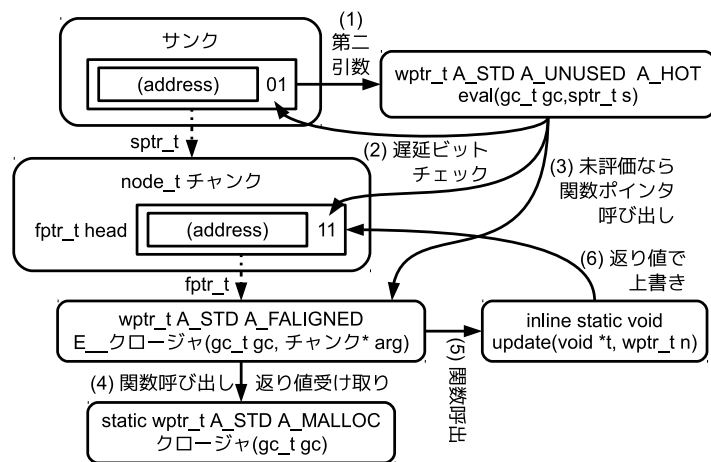 (1)
第二
引数
サンク
(address) 01
wptr_t A_STD A_UNUSED A_HOT
eval(gc_t gc,sptr_t s)
sptr_t
(2) 遅延ビット
チェック
(3) 未評価なら
関数ポインタ
呼び出し
node_t チャンク
fptr_t head
(address) 11
fptr_t
(6) 返り値で
上書き
wptr_t A_STD A_FALIGNED
E__クロージャ(gc_t gc, チャンク* arg)
(5) 関数呼出
inline static void
update(void *t, wptr_t n)
(4) 関数呼び出し 返り値受け取り
static wptr_t A_STD A_MALLOC
クロージャ(gc_t gc)